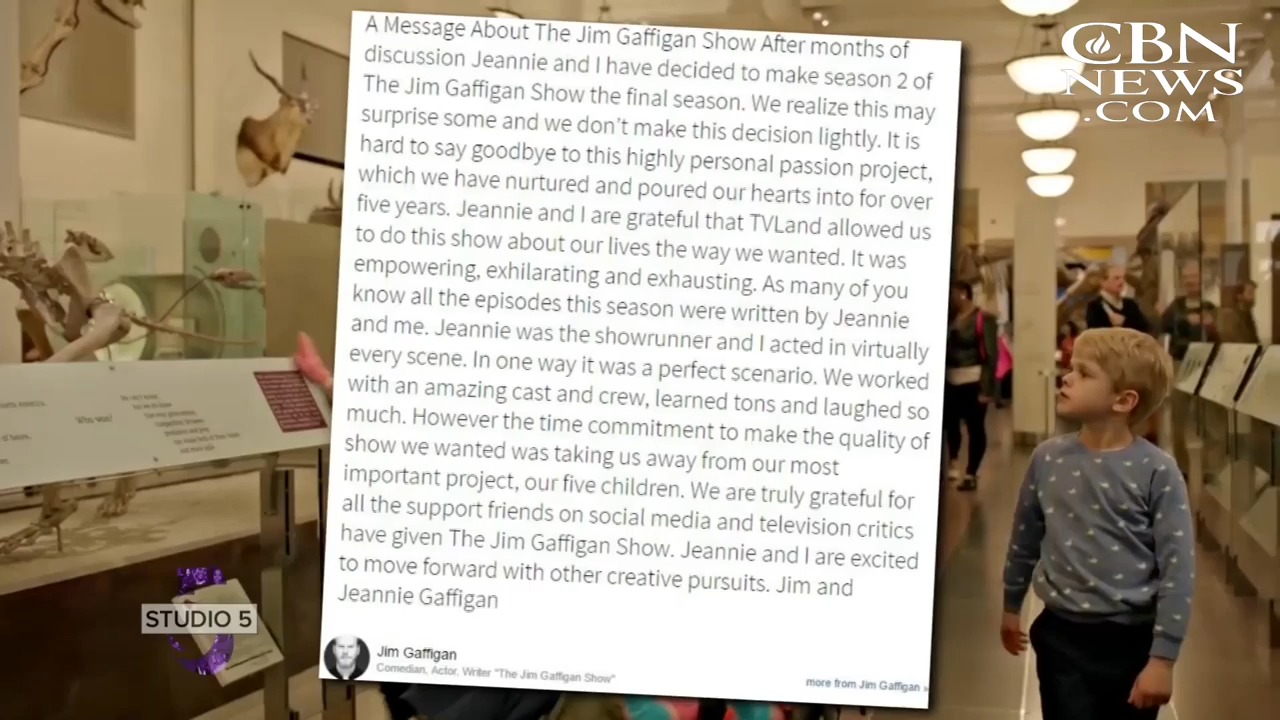 CBN
NEWS
.COM
A Message About The Jim Gaffigan Show After months of
discussion Jeannie and I have decided to make season 2 of
The Jim Gaffigan Show the final season. We realize this may
surprise some and we don't make this decision lightly. It is
hard to say goodbye to this highly personal passion project,
which we have nurtured and poured our hearts into for over
five years. Jeannie and I are grateful that TVLand allowed us
to do this show about our lives the way we wanted. It was
empowering, exhilarating and exhausting. As many of you
know all the episodes this season were written by Jeannie
and me. Jeannie was the showrunner and I acted in virtually
every scene. In one way it was a perfect scenario. We worked
with an amazing cast and crew, learned tons and laughed so
much. However the time commitment to make the quality of
show we wanted was taking us away from our most
important project, our five children. We are truly grateful for
all the support friends on social media and television critics
have given The Jim Gaffigan Show. Jeannie and I are excited
to move forward with other creative pursuits. Jim and
Jeannie Gaffigan
Jim Gaffigan
Comedian, Actor, Writer "The Jim Gaffigan Show"
more from Jim Gaffigan »
Who won?
STUDIO 5